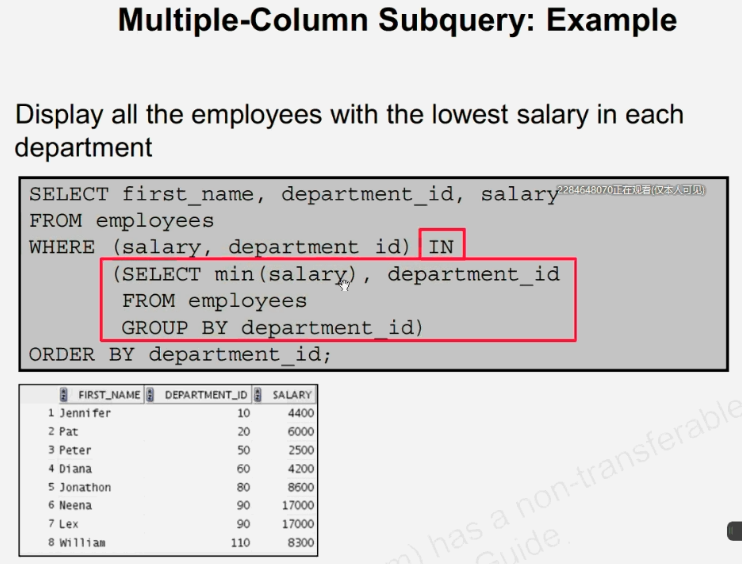 Multiple-Column Subquery: Example
Display all the employees with the lowest salary in each
department
SELECT first_name, department_id, salary
2284648070正在观看(仅本人可见)
FROM employees
WHERE (salary, department_id) IN
(SELECT min(salary), department_id
FROM employees
GROUP BY department_id)
ORDER BY department_id;
FIRST_NAME DEPARTMENT_ID SALARY
1 Jennifer 10 4400
2 Pat 20 6000
3 Peter 50 2500
4 Diana 60 4200
5 Jonathon 80 8600
6 Neena 90 17000
7 Lex 90 17000
8 William 110 8300
m) has a non-transferable
Guide.